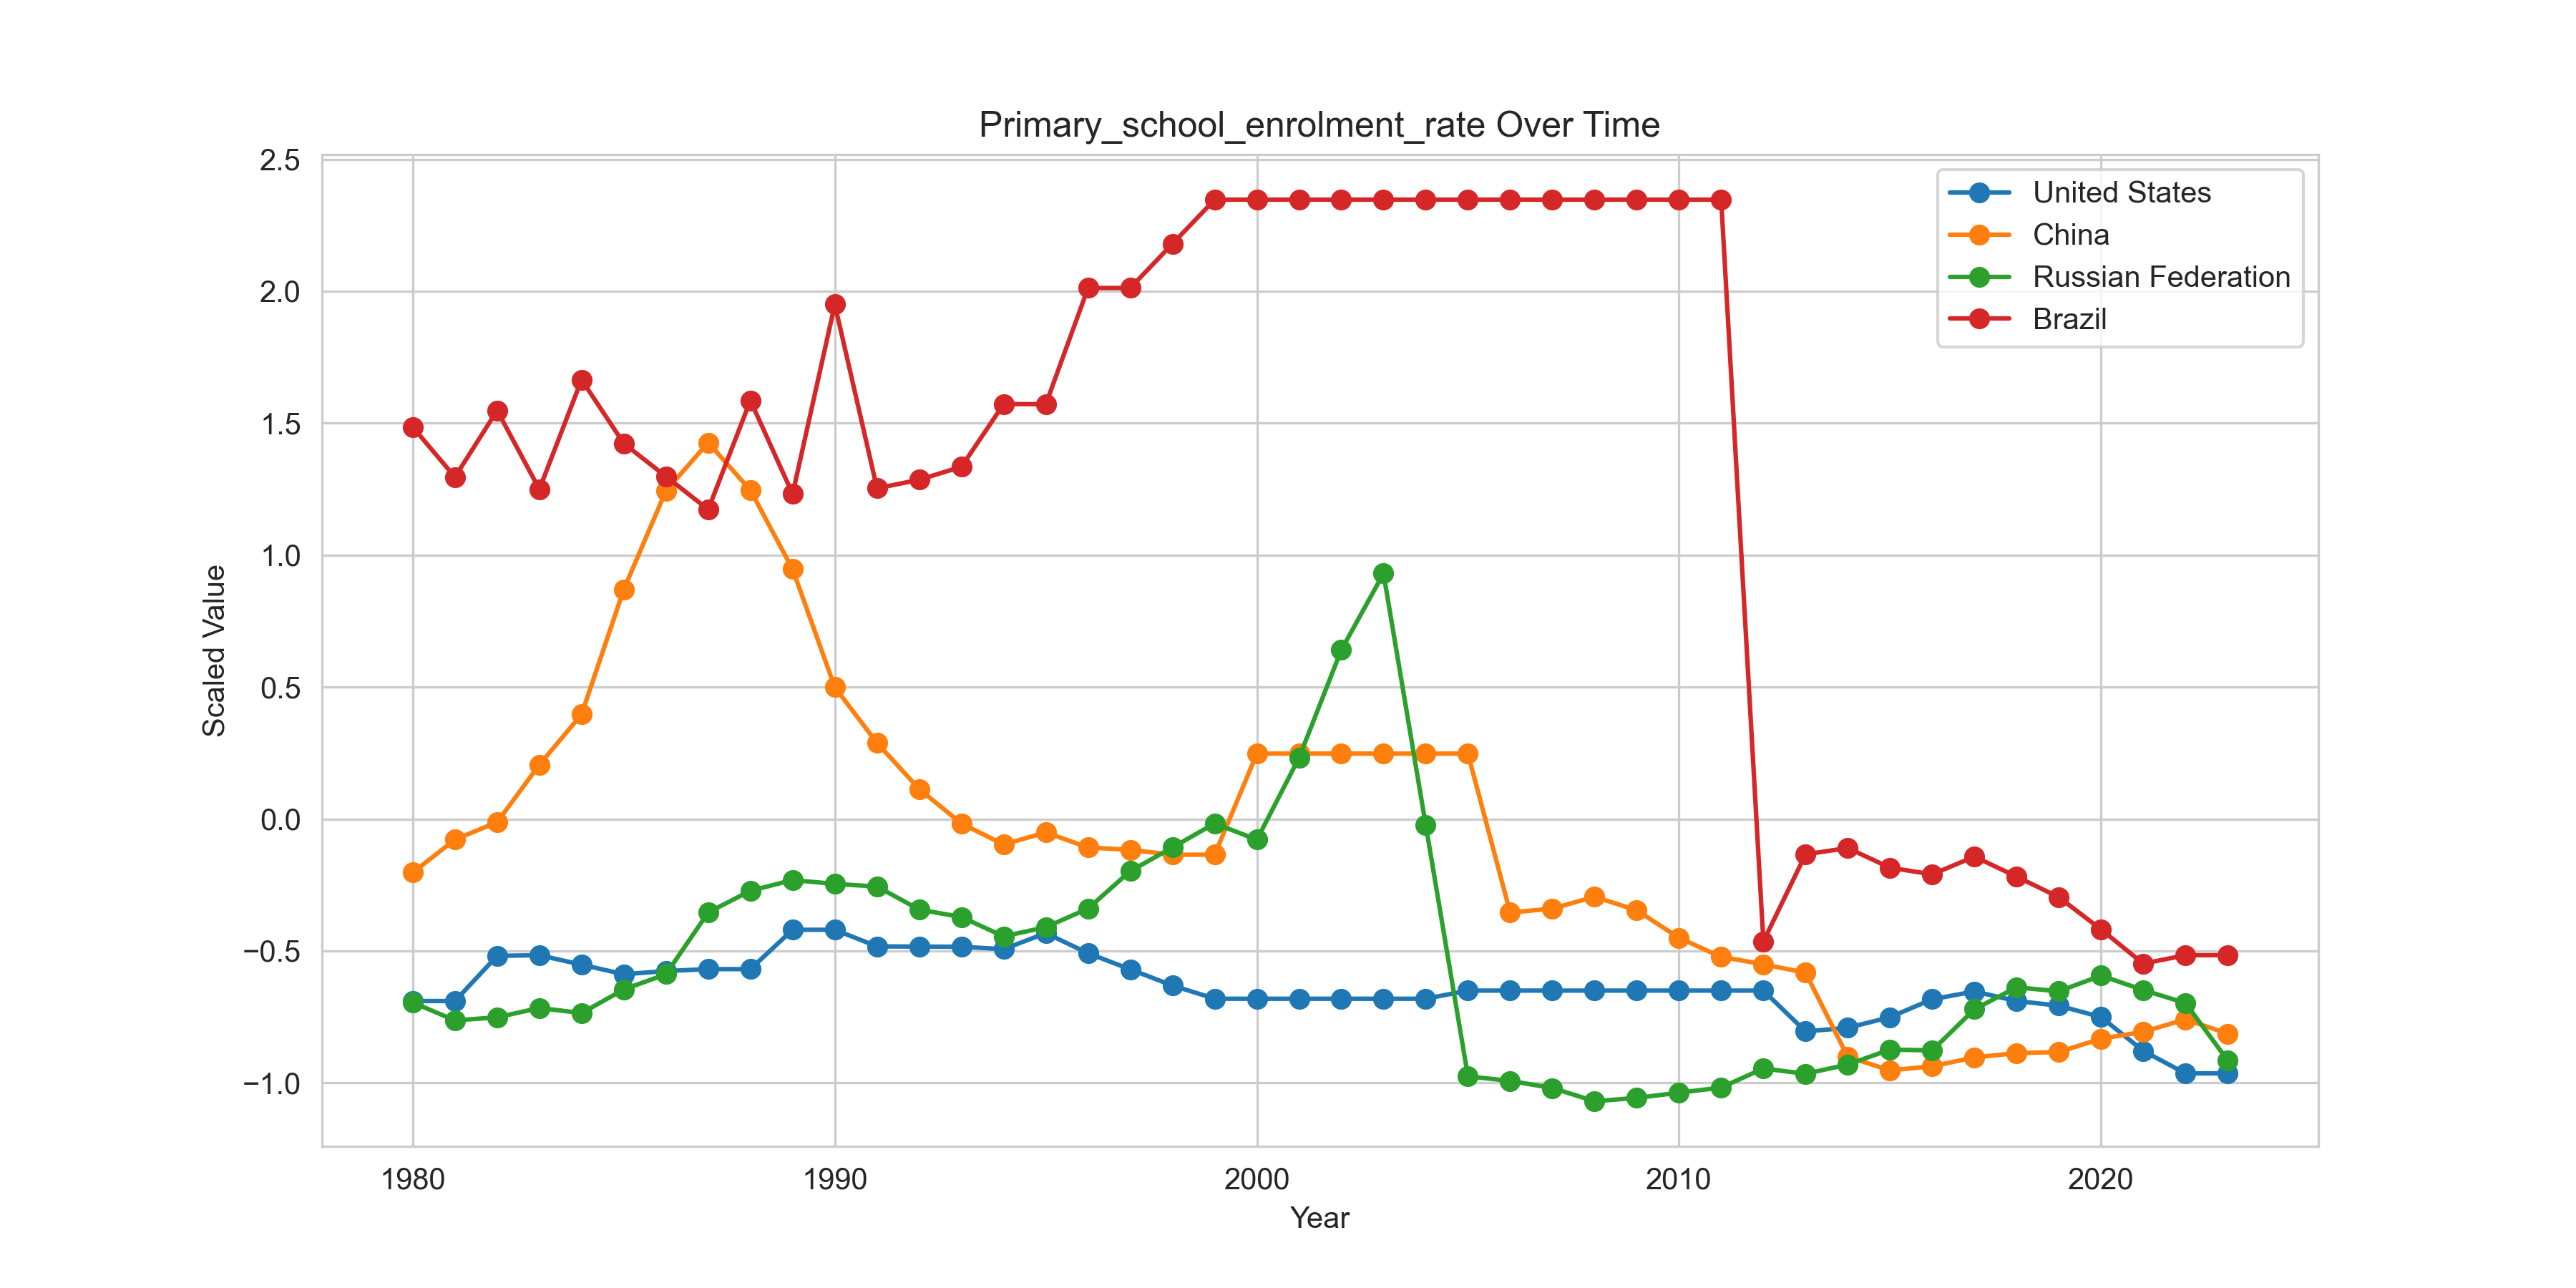 Primary_school_enrolment_rate Over Time
2.5
2.0
1.5
1.0
0.5
0.0
−0.5
−1.0
Scaled Value
United States
China
Russian Federation
Brazil
1980 1990 2000 2010 2020
Year